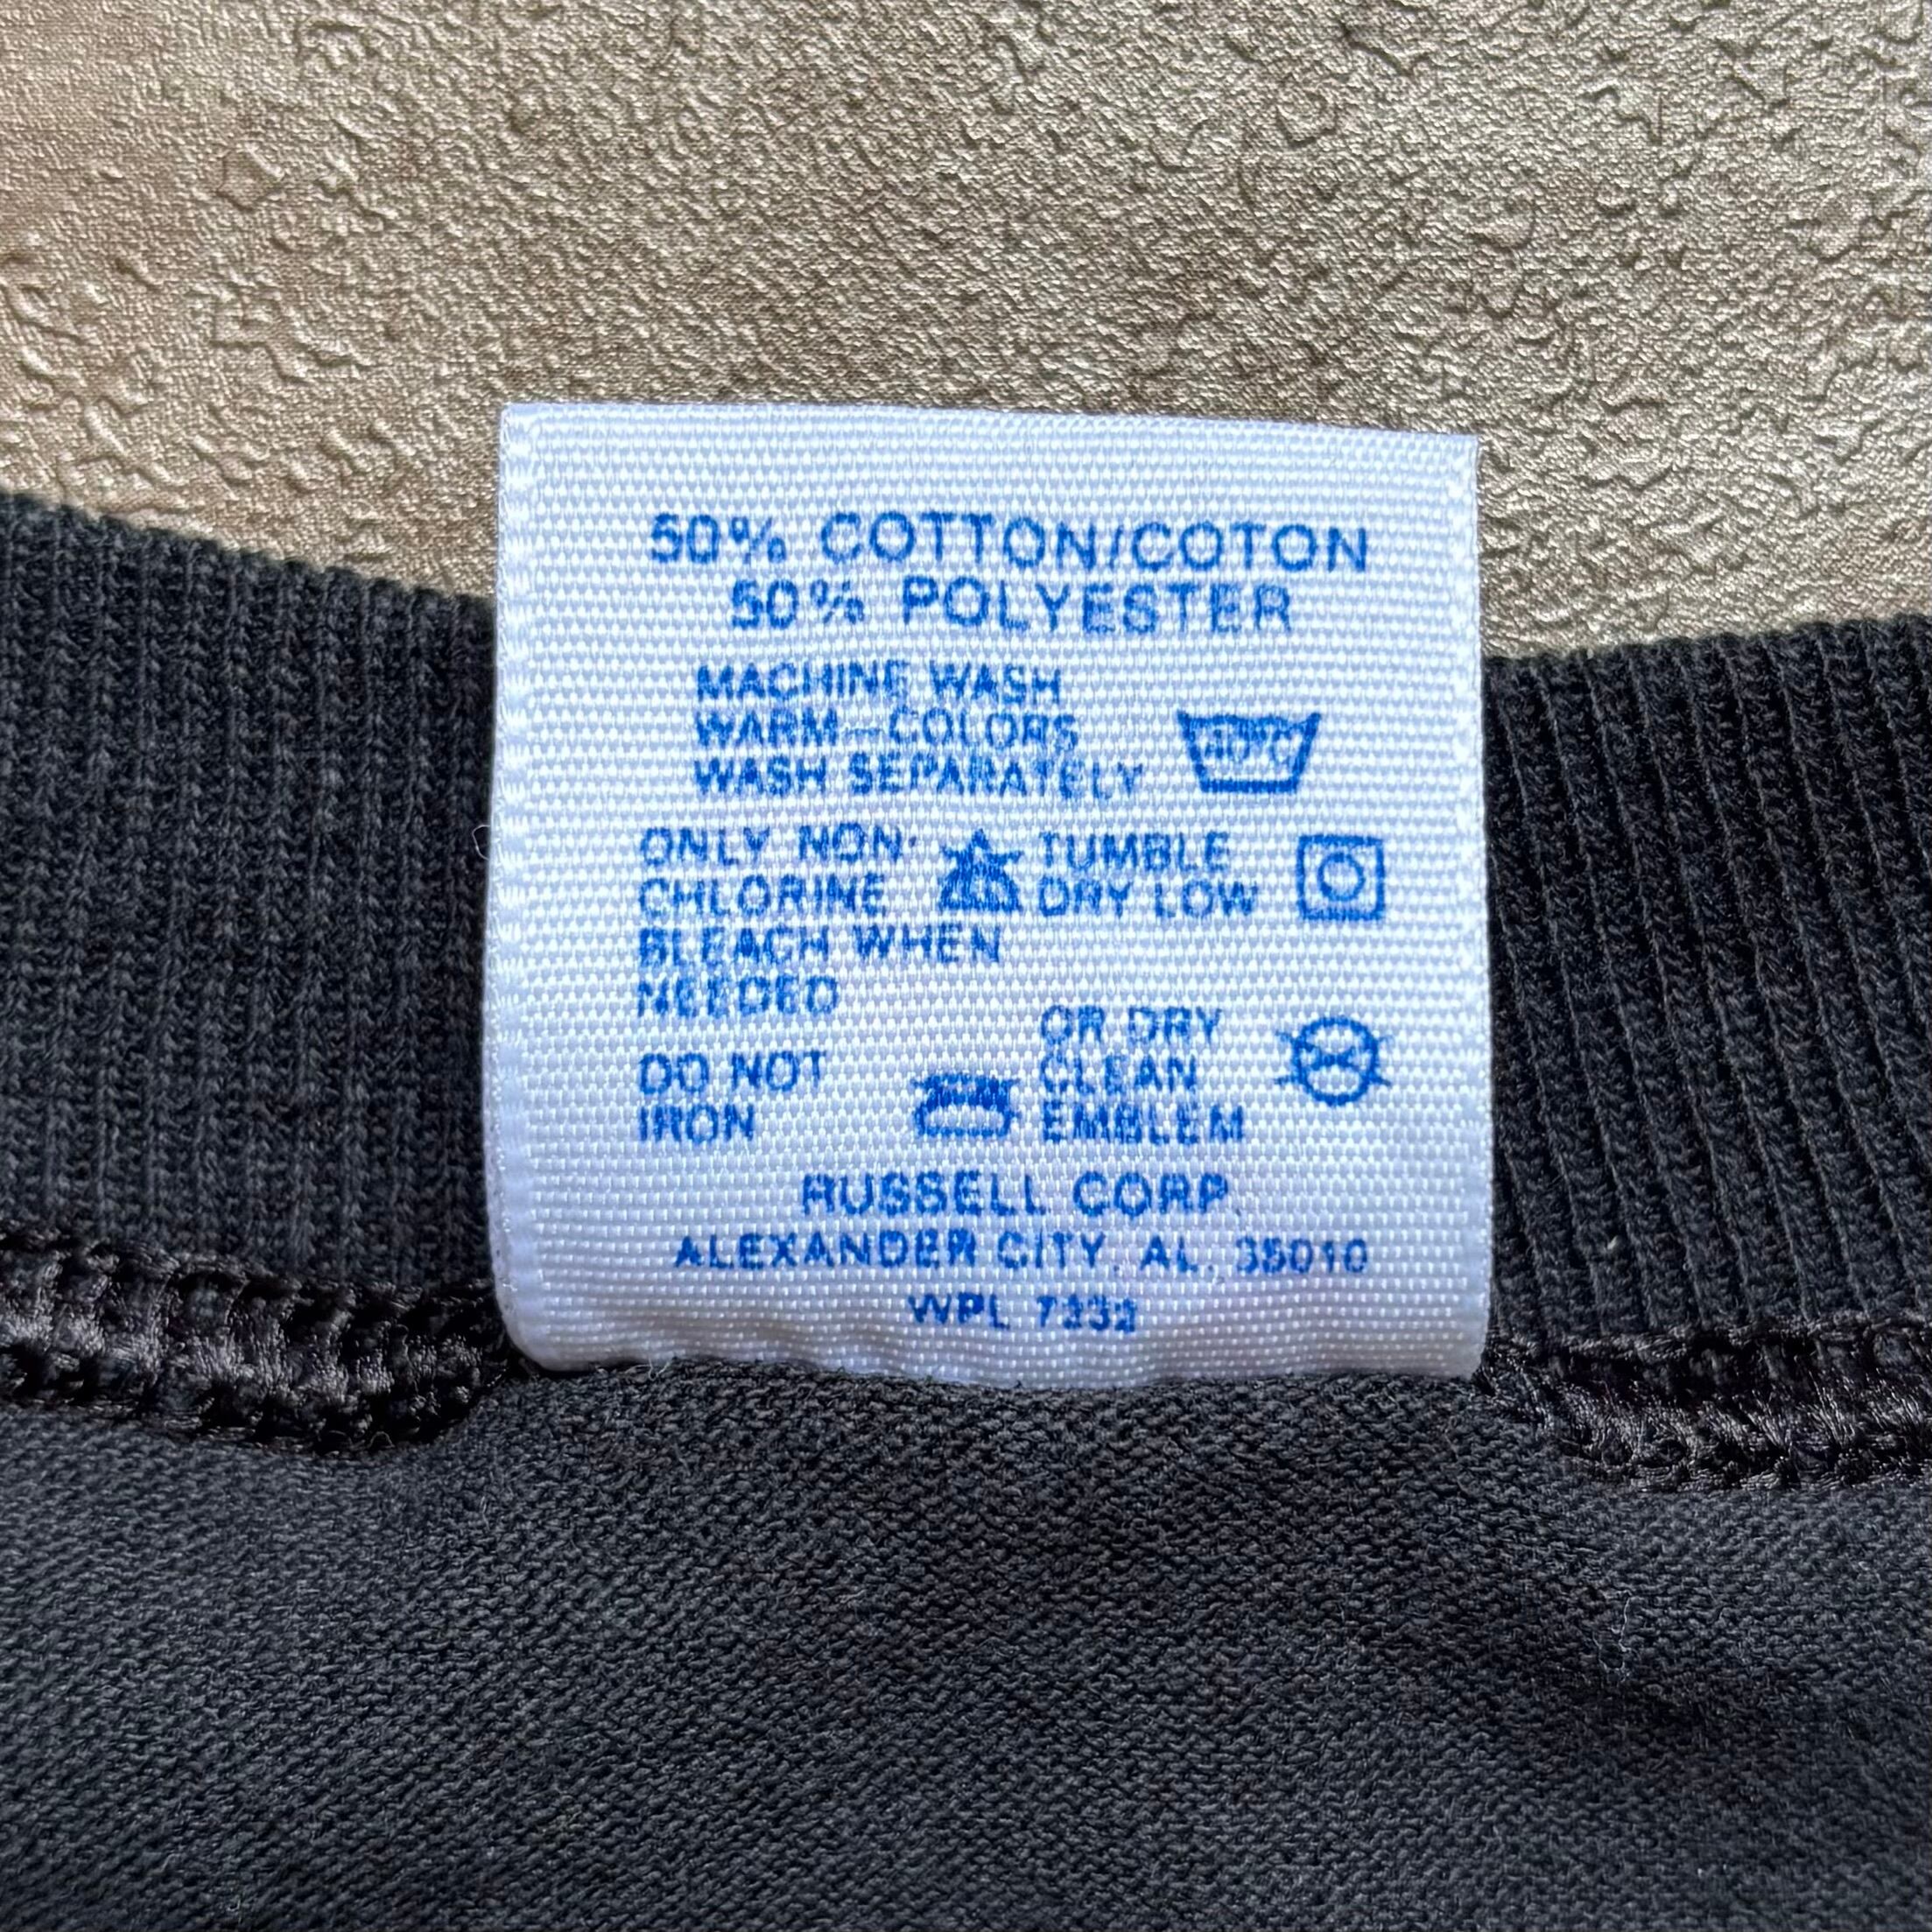 50% COTTON/COTON
50% POLYESTER
MACHINE WASH
WARM-COLORS
WASH SEPARATELY
40°C
ONLY NON-
CHLORINE
BLEACH WHEN
NEEDED
TUMBLE
DRY LOW
DO NOT
IRON
OR DRY
CLEAN
EMBLEM
RUSSELL CORP.
ALEXANDER CITY, AL. 35010
WPL 7232